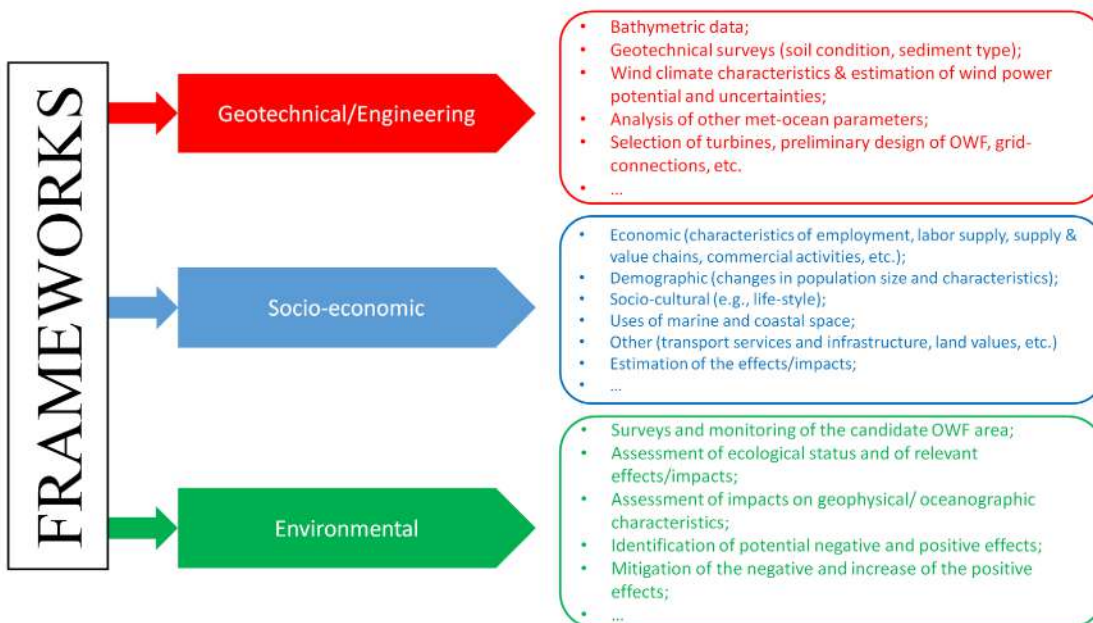 FRAMEWORKS
Geotechnical/Engineering
• Bathymetric data;
• Geotechnical surveys (soil condition, sediment type);
• Wind climate characteristics & estimation of wind power
potential and uncertainties;
• Analysis of other met-ocean parameters;
• Selection of turbines, preliminary design of OWF, grid-
connections, etc.
• ...
Socio-economic
• Economic (characteristics of employment, labor supply, supply &
value chains, commercial activities, etc.);
• Demographic (changes in population size and characteristics);
• Socio-cultural (e.g., life-style);
• Uses of marine and coastal space;
• Other (transport services and infrastructure, land values, etc.)
• Estimation of the effects/impacts;
• ...
Environmental
• Surveys and monitoring of the candidate OWF area;
• Assessment of ecological status and of relevant
effects/impacts;
• Assessment of impacts on geophysical/ oceanographic
characteristics;
• Identification of potential negative and positive effects;
• Mitigation of the negative and increase of the positive
effects;
• ...